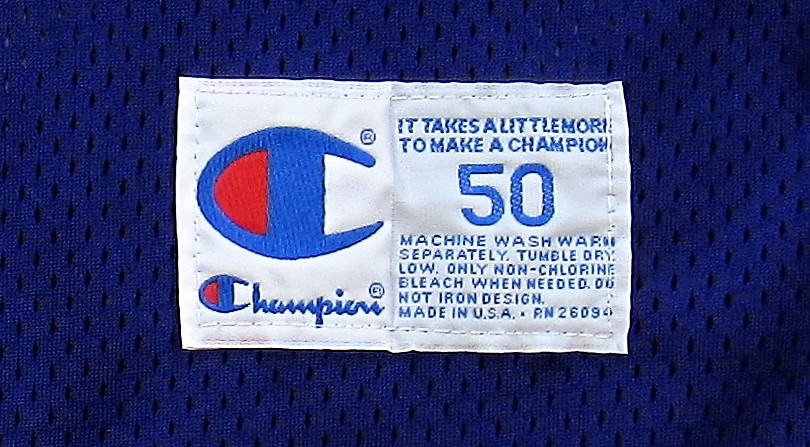 ®
Champion®
IT TAKES A LITTLE MORE
TO MAKE A CHAMPION
50
MACHINE WASH WARM
SEPARATELY. TUMBLE DRY
LOW. ONLY NON-CHLORINE
BLEACH WHEN NEEDED. DO
NOT IRON DESIGN.
MADE IN U.S.A. • RN 26094